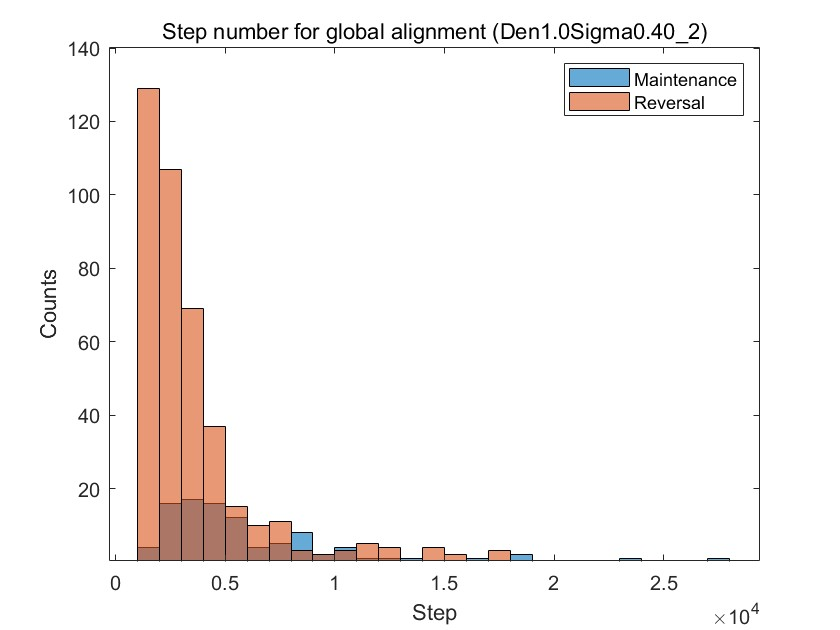 Step number for global alignment (Den1.0Sigma0.40_2)
Maintenance
Reversal
Counts
140
120
100
80
60
40
20
0 0.5 1 1.5 2 2.5
Step
×10^4